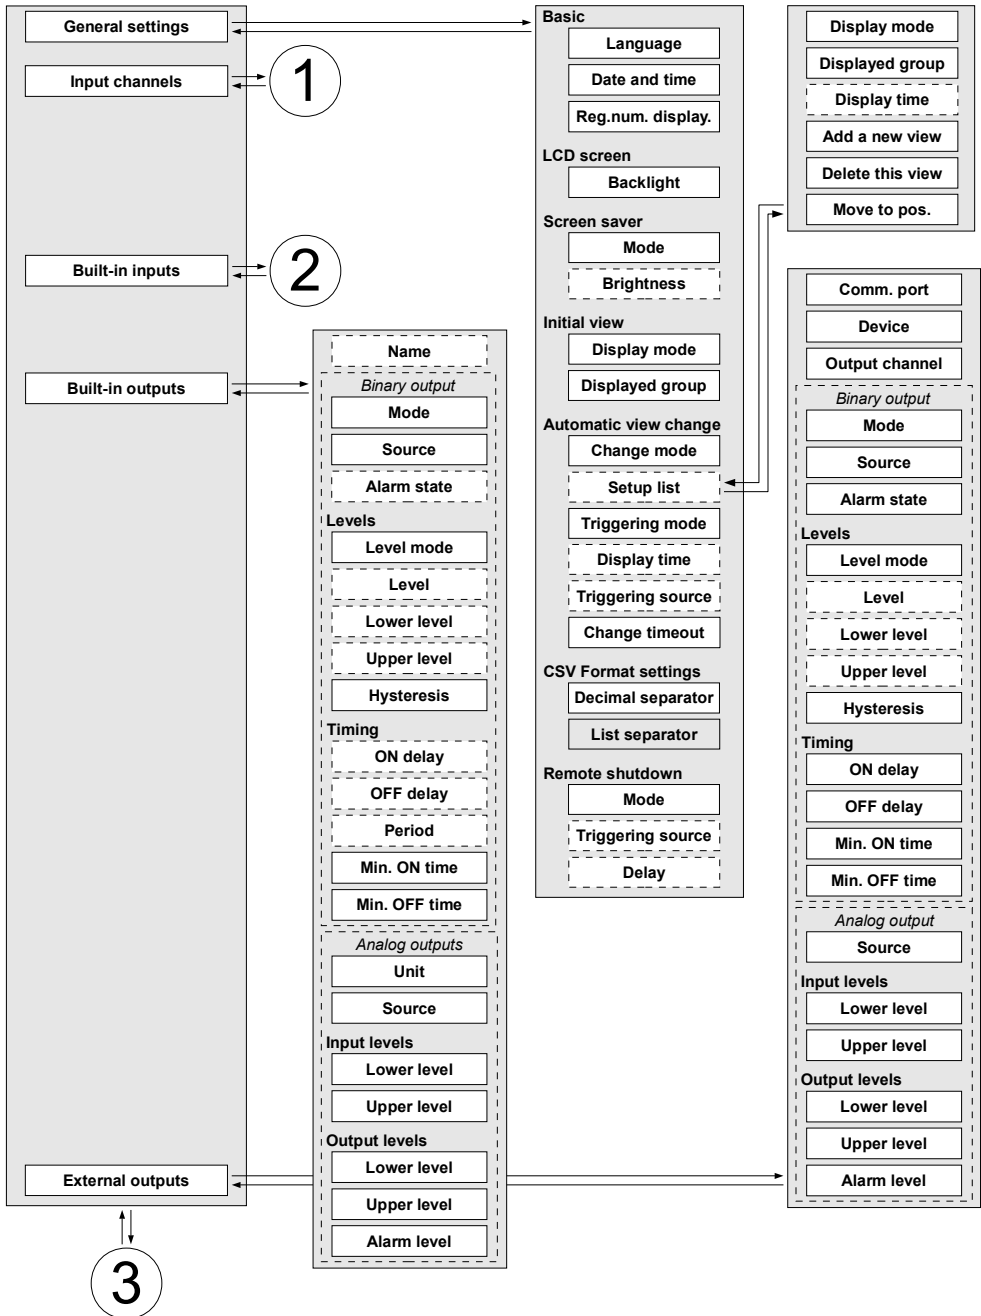 General settings
Input channels
1
Built-in inputs
2
Built-in outputs
External outputs
3
Name
Binary output
Mode
Source
Alarm state
Levels
Level mode
Level
Lower level
Upper level
Hysteresis
Timing
ON delay
OFF delay
Period
Min. ON time
Min. OFF time
Analog outputs
Unit
Source
Input levels
Lower level
Upper level
Output levels
Lower level
Upper level
Alarm level
Basic
Language
Date and time
Reg.num. display.
LCD screen
Backlight
Screen saver
Mode
Brightness
Initial view
Display mode
Displayed group
Automatic view change
Change mode
Setup list
Triggering mode
Display time
Triggering source
Change timeout
CSV Format settings
Decimal separator
List separator
Remote shutdown
Mode
Triggering source
Delay
Display mode
Displayed group
Display time
Add a new view
Delete this view
Move to pos.
Comm. port
Device
Output channel
Binary output
Mode
Source
Alarm state
Levels
Level mode
Level
Lower level
Upper level
Hysteresis
Timing
ON delay
OFF delay
Min. ON time
Min. OFF time
Analog output
Source
Input levels
Lower level
Upper level
Output levels
Lower level
Upper level
Alarm level